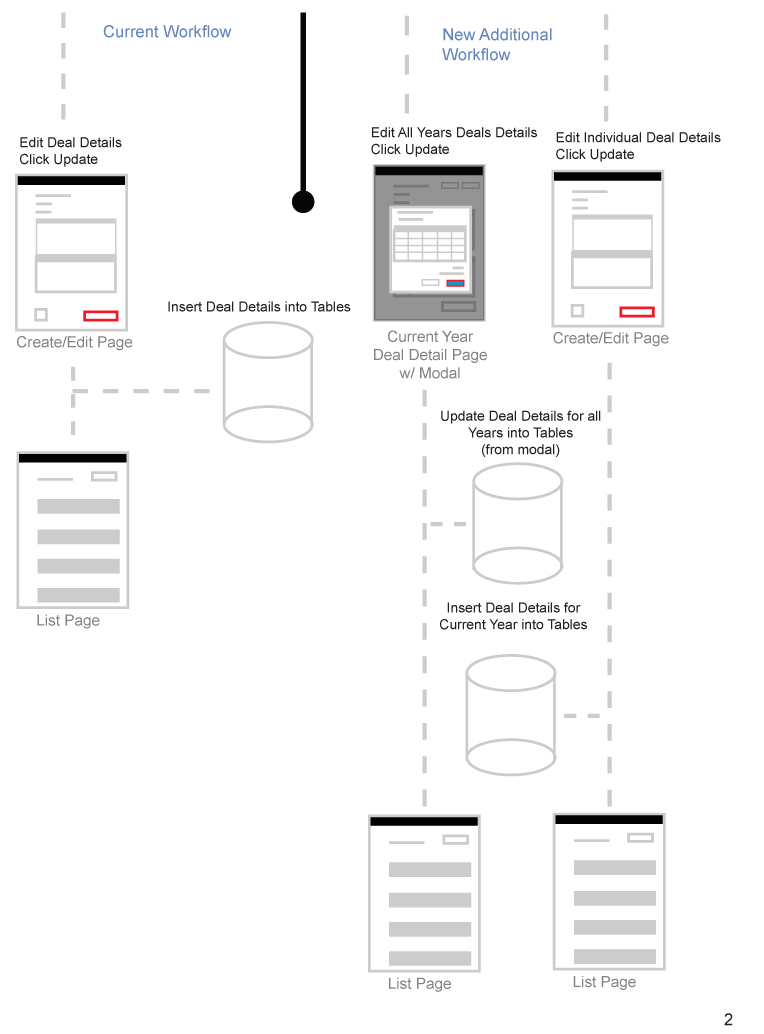 Current Workflow
New Additional
Workflow
Edit Deal Details
Click Update
Edit All Years Deals Details
Click Update
Edit Individual Deal Details
Click Update
Insert Deal Details into Tables
Create/Edit Page
Current Year
Deal Detail Page
w/ Modal
Create/Edit Page
Update Deal Details for all
Years into Tables
(from modal)
List Page
Insert Deal Details for
Current Year into Tables
List Page
List Page
2